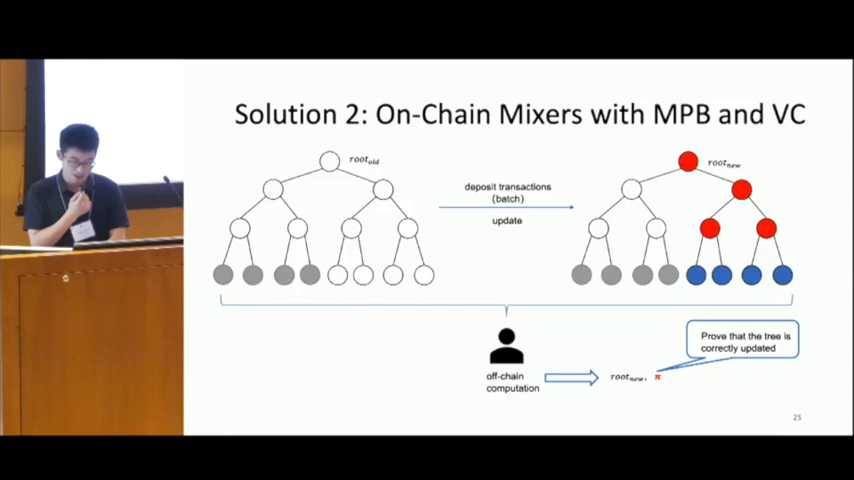 Solution 2: On-Chain Mixers with MPB and VC
root_old
deposit transactions
(batch)
update
root_new
Prove that the tree is
correctly updated
off-chain
computation
root_new, π
25